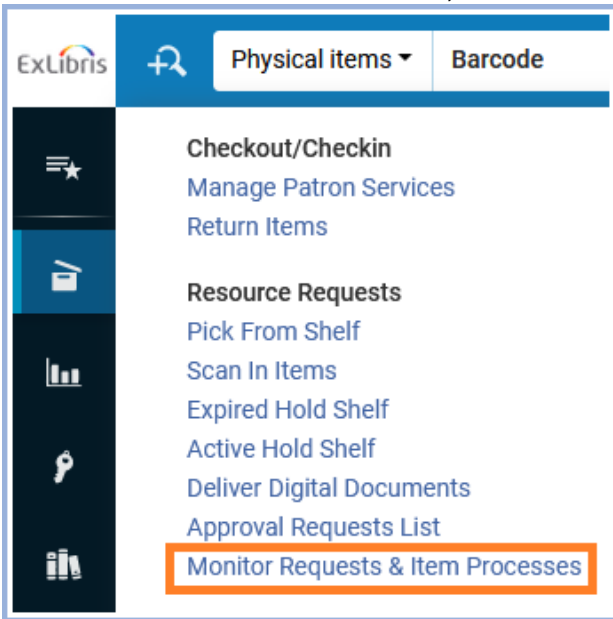 ExLibris
Physical items
Barcode
Checkout/Checkin
Manage Patron Services
Return Items
Resource Requests
Pick From Shelf
Scan In Items
Expired Hold Shelf
Active Hold Shelf
Deliver Digital Documents
Approval Requests List
Monitor Requests & Item Processes